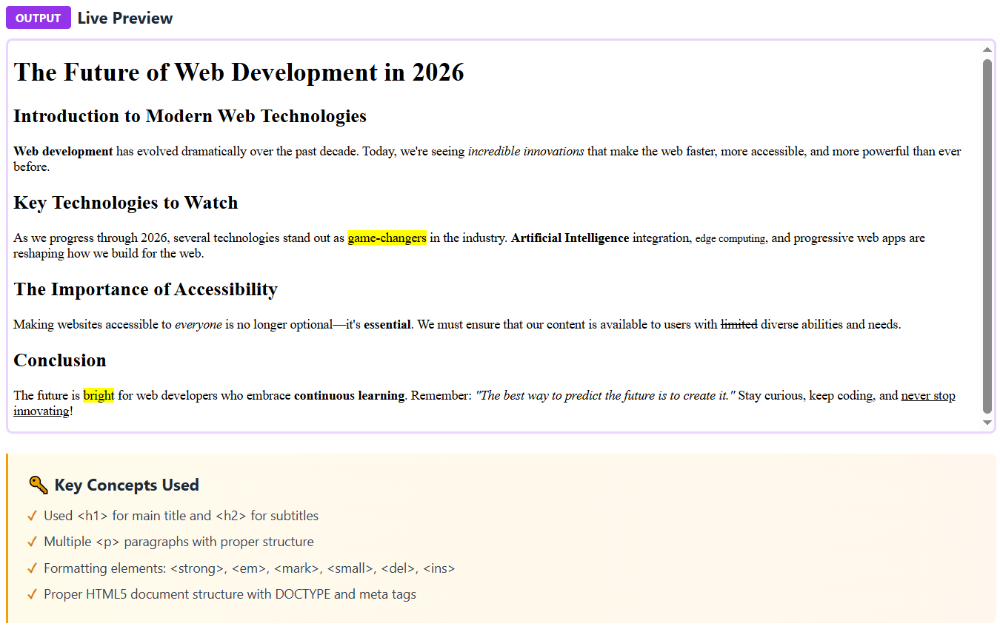 OUTPUT Live Preview
The Future of Web Development in 2026
Introduction to Modern Web Technologies
Web development has evolved dramatically over the past decade. Today, we're seeing incredible innovations that make the web faster, more accessible, and more powerful than ever
before.
Key Technologies to Watch
As we progress through 2026, several technologies stand out as game-changers in the industry. Artificial Intelligence integration, edge computing, and progressive web apps are
reshaping how we build for the web.
The Importance of Accessibility
Making websites accessible to everyone is no longer optional—it's essential. We must ensure that our content is available to users with limited diverse abilities and needs.
Conclusion
The future is bright for web developers who embrace continuous learning. Remember: "The best way to predict the future is to create it." Stay curious, keep coding, and never stop
innovating!
Key Concepts Used
✓ Used <h1> for main title and <h2> for subtitles
✓ Multiple <p> paragraphs with proper structure
✓ Formatting elements: <strong>, <em>, <mark>, <small>, <del>, <ins>
✓ Proper HTML5 document structure with DOCTYPE and meta tags